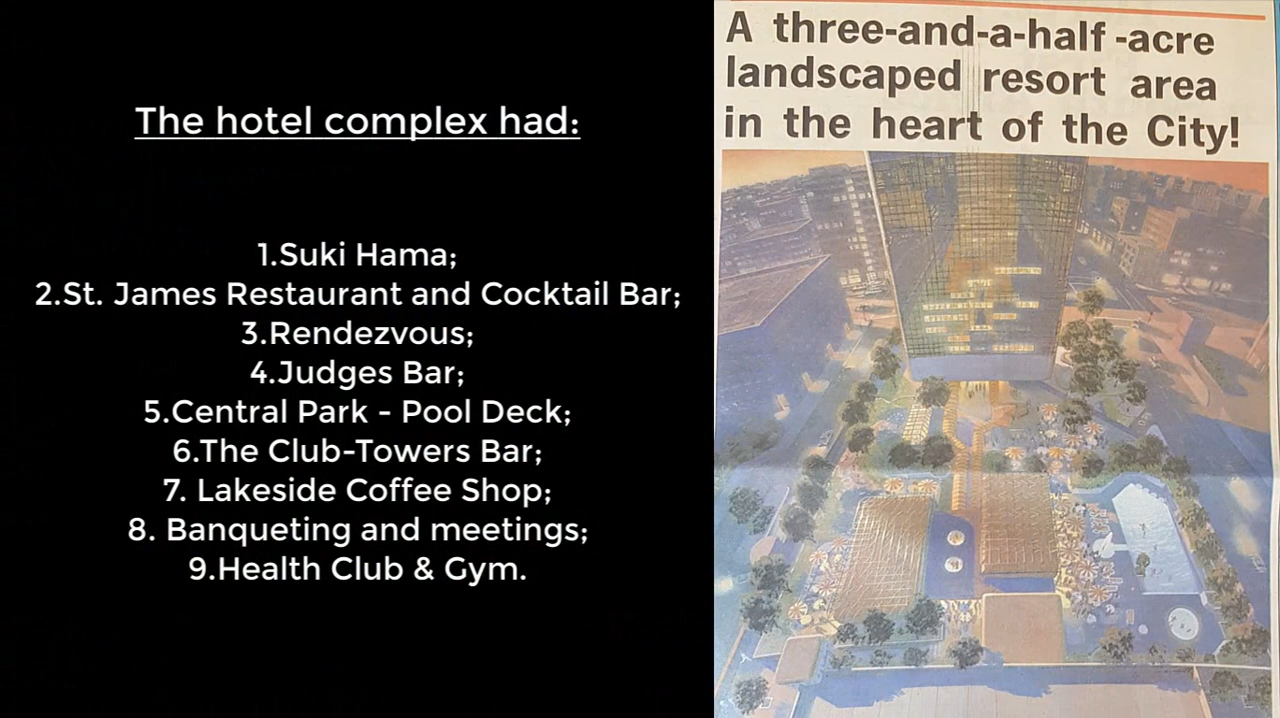 The hotel complex had:
1.Suki Hama;
2.St. James Restaurant and Cocktail Bar;
3.Rendezvous;
4.Judges Bar;
5.Central Park - Pool Deck;
6.The Club-Towers Bar;
7. Lakeside Coffee Shop;
8. Banqueting and meetings;
9.Health Club & Gym.
A three-and-a-half-acre
landscaped resort area
in the heart of the City!